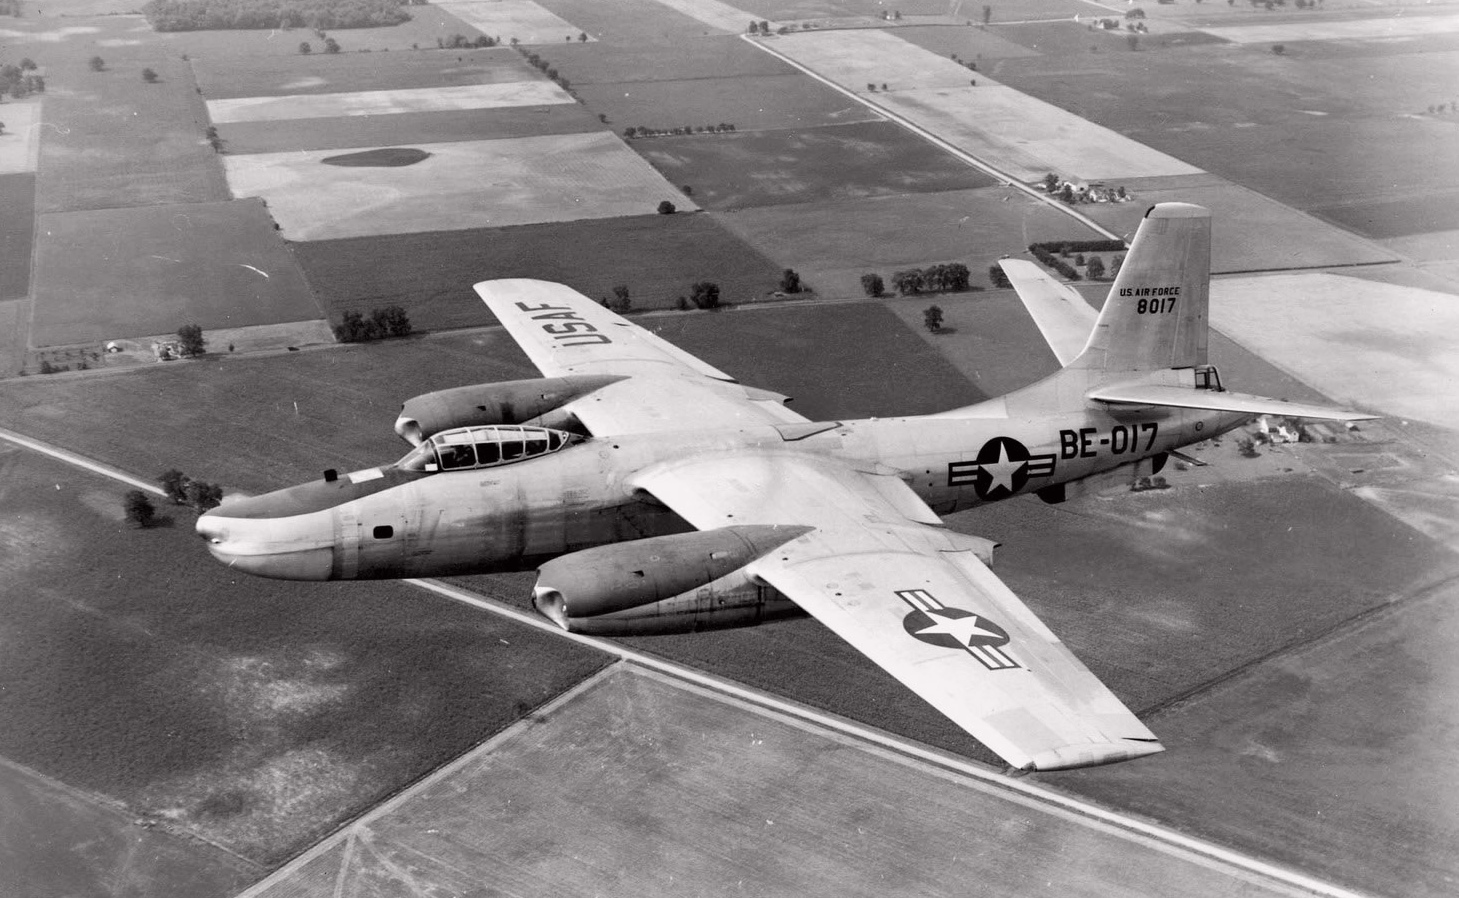 USAF
U.S. AIR FORCE
8017
BE-017